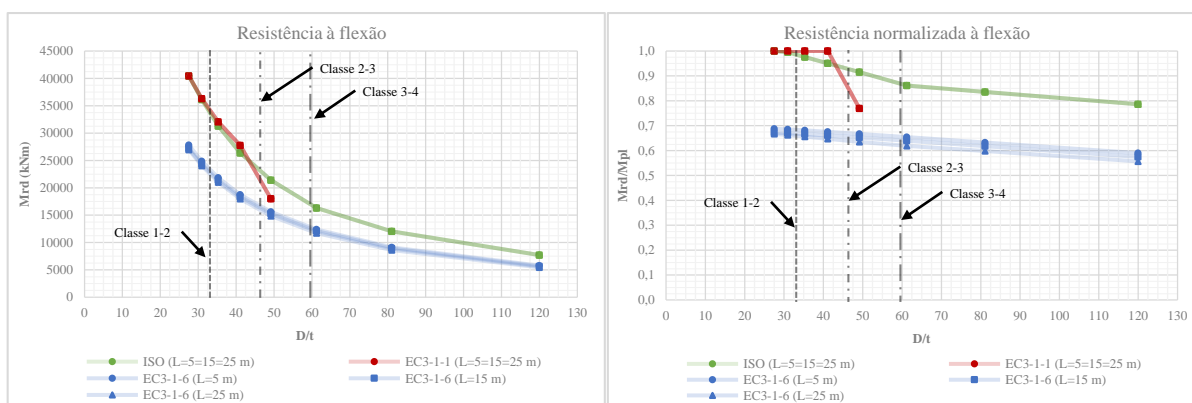 Resistência à flexão
Mrd (kNm)
45000
40000
35000
30000
25000
20000
15000
10000
5000
0
Classe 2-3
Classe 3-4
Classe 1-2
0 10 20 30 40 50 60 70 80 90 100 110 120 130
D/t
ISO (L=5=15=25 m)
EC3-1-1 (L=5=15=25 m)
EC3-1-6 (L=5 m)
EC3-1-6 (L=15 m)
EC3-1-6 (L=25 m)
Resistência normalizada à flexão
Mrd/Mpl
1,0
0,9
0,8
0,7
0,6
0,5
0,4
0,3
0,2
0,1
0,0
Classe 2-3
Classe 3-4
Classe 1-2
0 10 20 30 40 50 60 70 80 90 100 110 120 130
D/t
ISO (L=5=15=25 m)
EC3-1-1 (L=5=15=25 m)
EC3-1-6 (L=5 m)
EC3-1-6 (L=15 m)
EC3-1-6 (L=25 m)